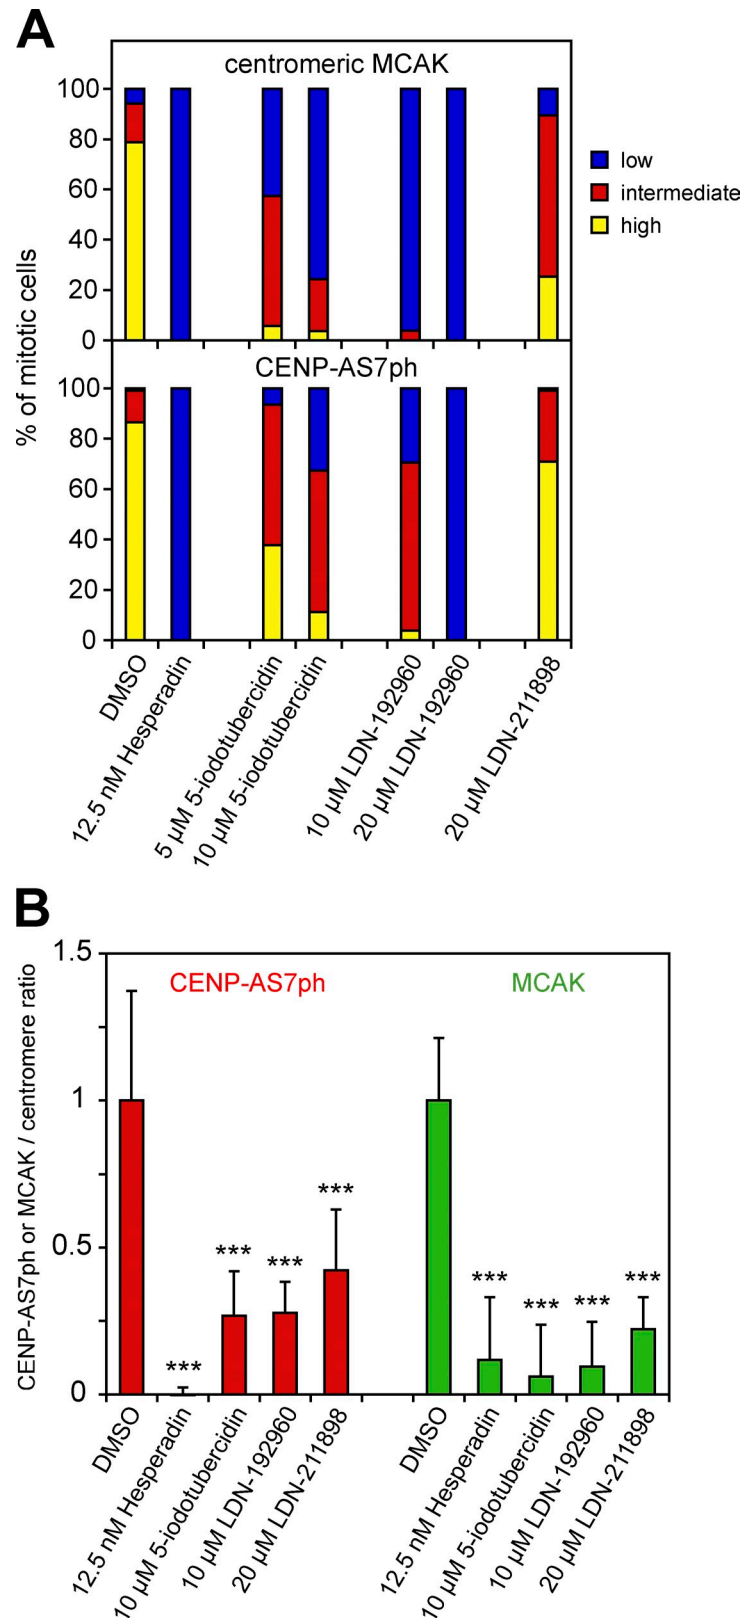 A
centromeric MCAK
100
80
60
40
20
0
low
intermediate
high
% of mitotic cells
CENP-AS7ph
100
80
60
40
20
0
DMSO
12.5 nM Hesperadin
5 µM 5-iodotubercidin
10 µM 5-iodotubercidin
10 µM LDN-192960
20 µM LDN-192960
20 µM LDN-211898
B
CENP-AS7ph or MCAK / centromere ratio
1.5
1
0.5
0
CENP-AS7ph
MCAK
***
***
***
***
***
***
***
***
DMSO
12.5 nM Hesperadin
10 µM 5-iodotubercidin
10 µM LDN-192960
20 µM LDN-211898
DMSO
12.5 nM Hesperadin
10 µM 5-iodotubercidin
10 µM LDN-192960
20 µM LDN-211898